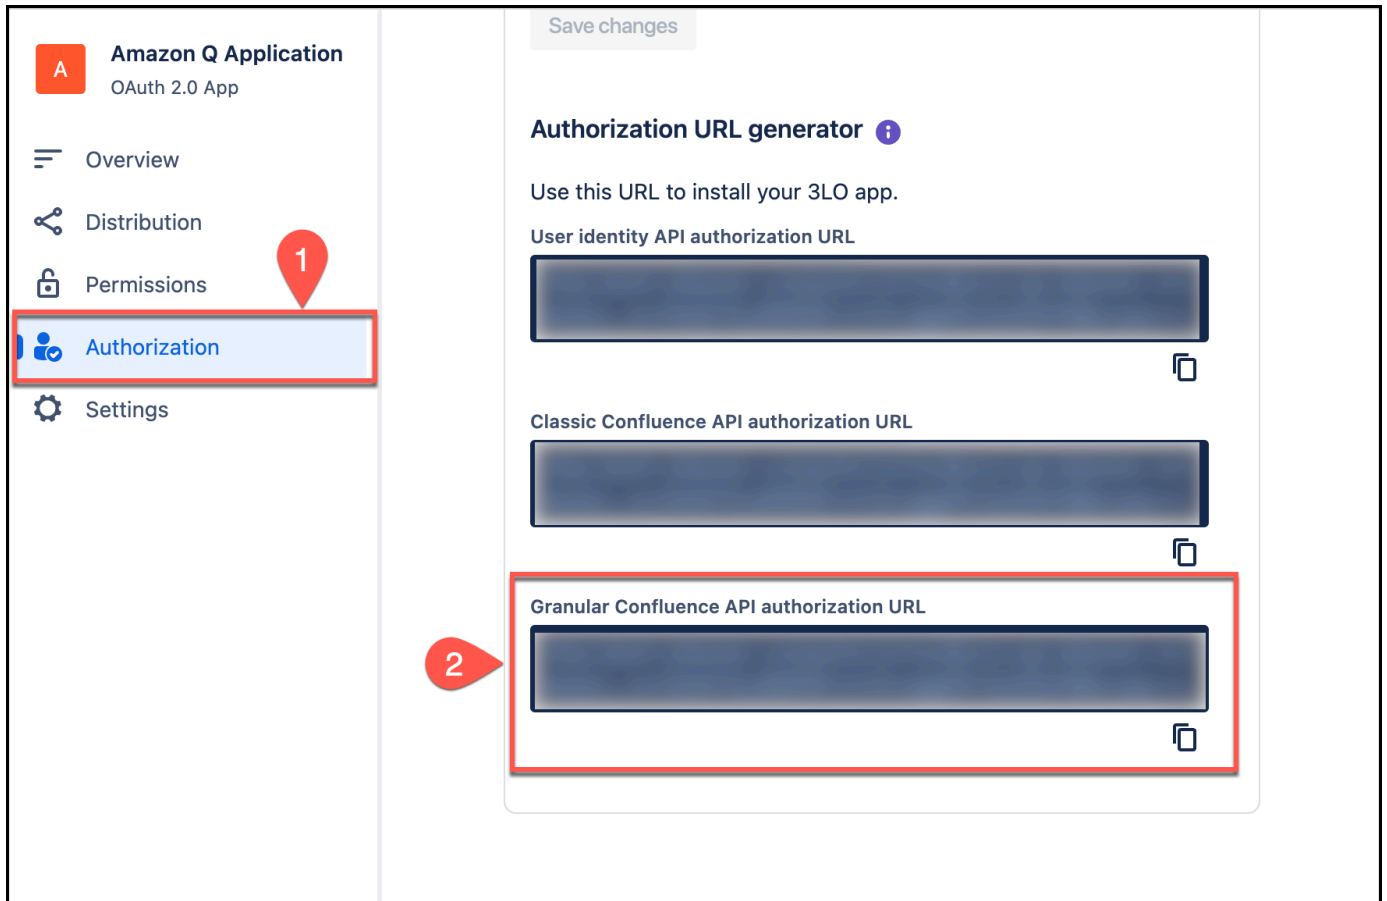 A
Amazon Q Application
OAuth 2.0 App
Overview
Distribution
Permissions
1
Authorization
Settings
Save changes
Authorization URL generator
Use this URL to install your 3LO app.
User identity API authorization URL
Classic Confluence API authorization URL
Granular Confluence API authorization URL
2